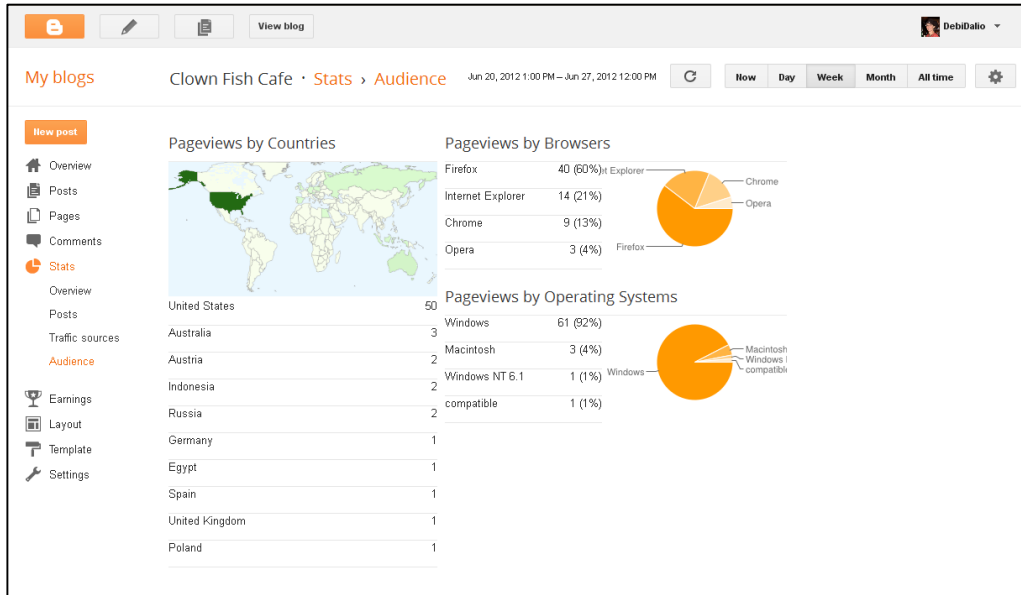 View blog
DebiDalio
My blogs
Clown Fish Cafe · Stats › Audience
Jun 20, 2012 1:00 PM – Jun 27, 2012 12:00 PM
Now Day Week Month All time
New post
Overview
Posts
Pages
Comments
Stats
Overview
Posts
Traffic sources
Audience
Earnings
Layout
Template
Settings
Pageviews by Countries
United States 50
Australia 3
Austria 2
Indonesia 2
Russia 2
Germany 1
Egypt 1
Spain 1
United Kingdom 1
Poland 1
Pageviews by Browsers
Firefox 40 (60%)
Internet Explorer 14 (21%)
Chrome 9 (13%)
Opera 3 (4%)
et Explorer
Chrome
Opera
Firefox
Pageviews by Operating Systems
Windows 61 (92%)
Macintosh 3 (4%)
Windows NT 6.1 1 (1%)
compatible 1 (1%)
Windows
Macintosh
Windows
compatible